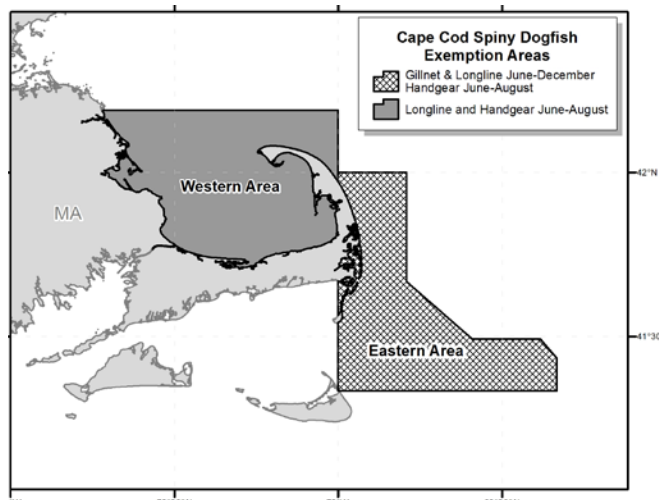 Cape Cod Spiny Dogfish
Exemption Areas
Gillnet & Longline June-December
Handgear June-August
Longline and Handgear June-August
42°N
Western Area
MA
41°30
Eastern Area